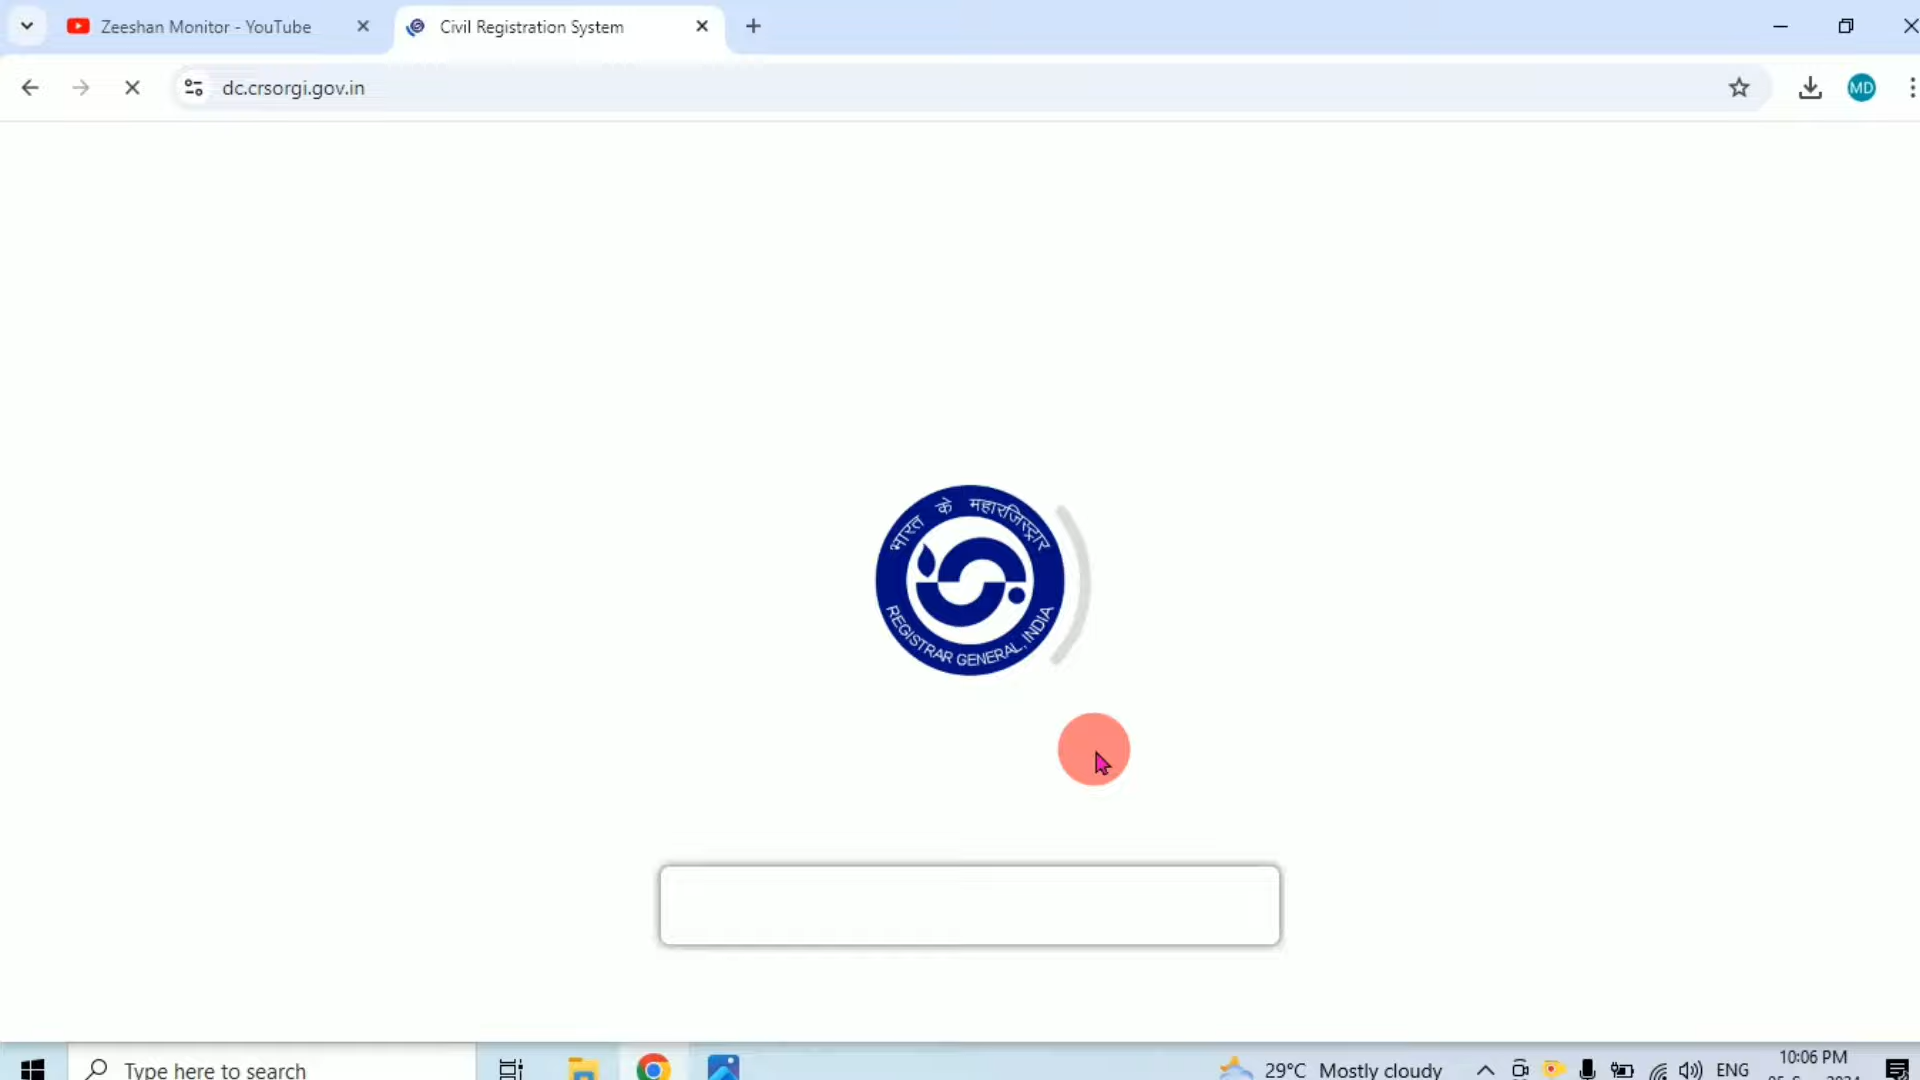 Zeeshan Monitor - YouTube
Civil Registration System
dc.crsorgi.gov.in
MD
भारत के महारजिस्ट्रार
REGISTRAR GENERAL, INDIA
Type here to search
29°C Mostly cloudy
ENG
10:06 PM